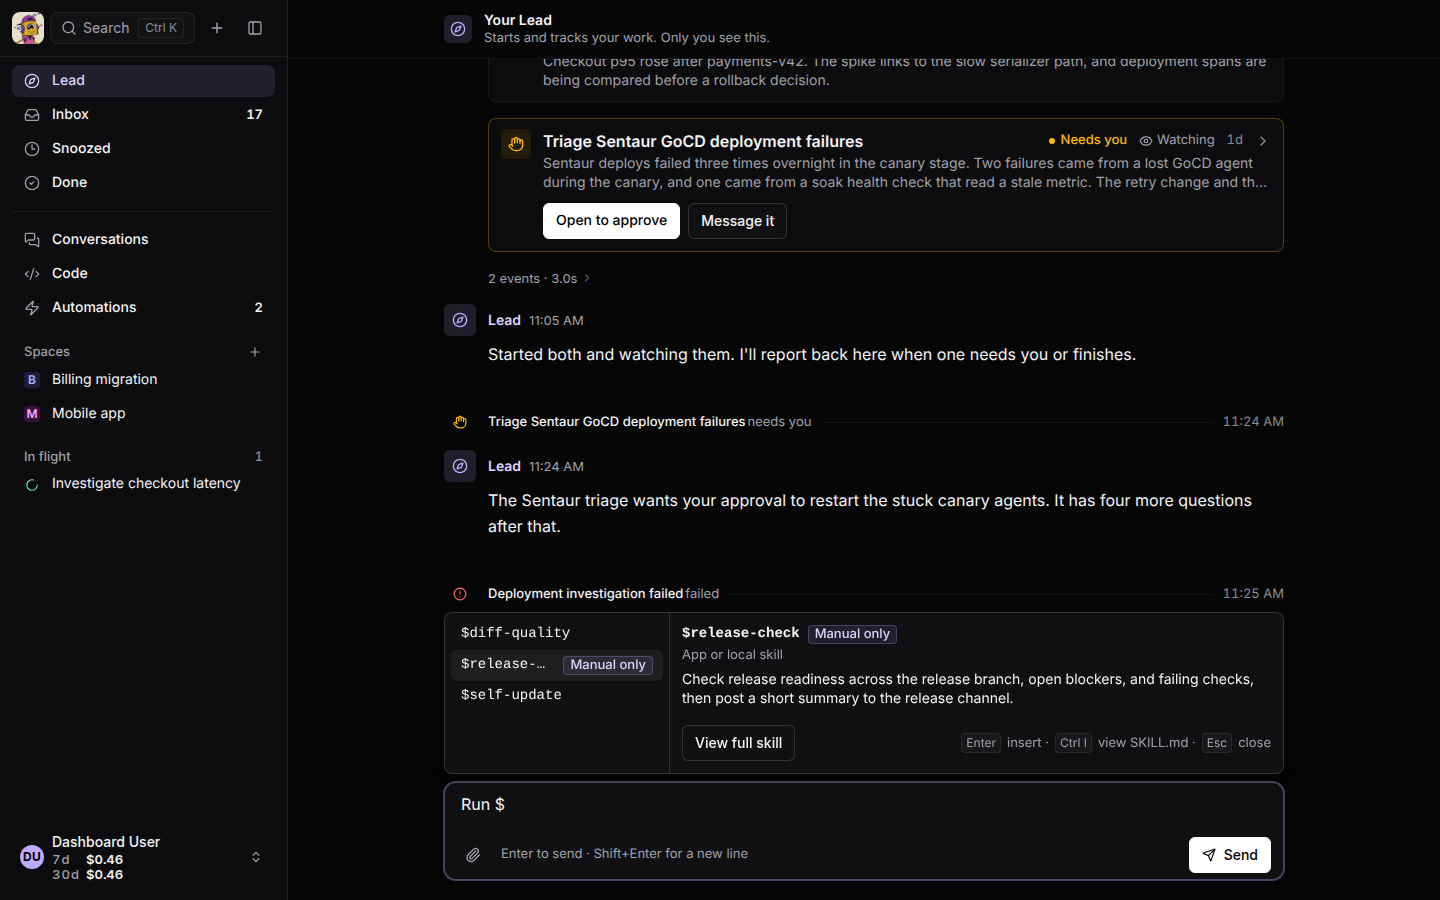 Search Ctrl K
Lead
Inbox 17
Snoozed
Done
Conversations
Code
Automations 2
Spaces
B Billing migration
M Mobile app
In flight 1
Investigate checkout latency
DU Dashboard User
7d $0.46
30d $0.46
Your Lead
Starts and tracks your work. Only you see this.
Checkout p95 rose after payments-v42. The spike links to the slow serializer path, and deployment spans are
being compared before a rollback decision.
Triage Sentaur GoCD deployment failures Needs you Watching 1d
Sentaur deploys failed three times overnight in the canary stage. Two failures came from a lost GoCD agent
during the canary, and one came from a soak health check that read a stale metric. The retry change and th...
Open to approve Message it
2 events · 3.0s
Lead 11:05 AM
Started both and watching them. I'll report back here when one needs you or finishes.
Triage Sentaur GoCD deployment failures needs you 11:24 AM
Lead 11:24 AM
The Sentaur triage wants your approval to restart the stuck canary agents. It has four more questions
after that.
Deployment investigation failed failed 11:25 AM
$diff-quality
$release-… Manual only
$self-update
$release-check Manual only
App or local skill
Check release readiness across the release branch, open blockers, and failing checks,
then post a short summary to the release channel.
View full skill Enter insert · Ctrl I view SKILL.md · Esc close
Run $
Enter to send · Shift+Enter for a new line Send